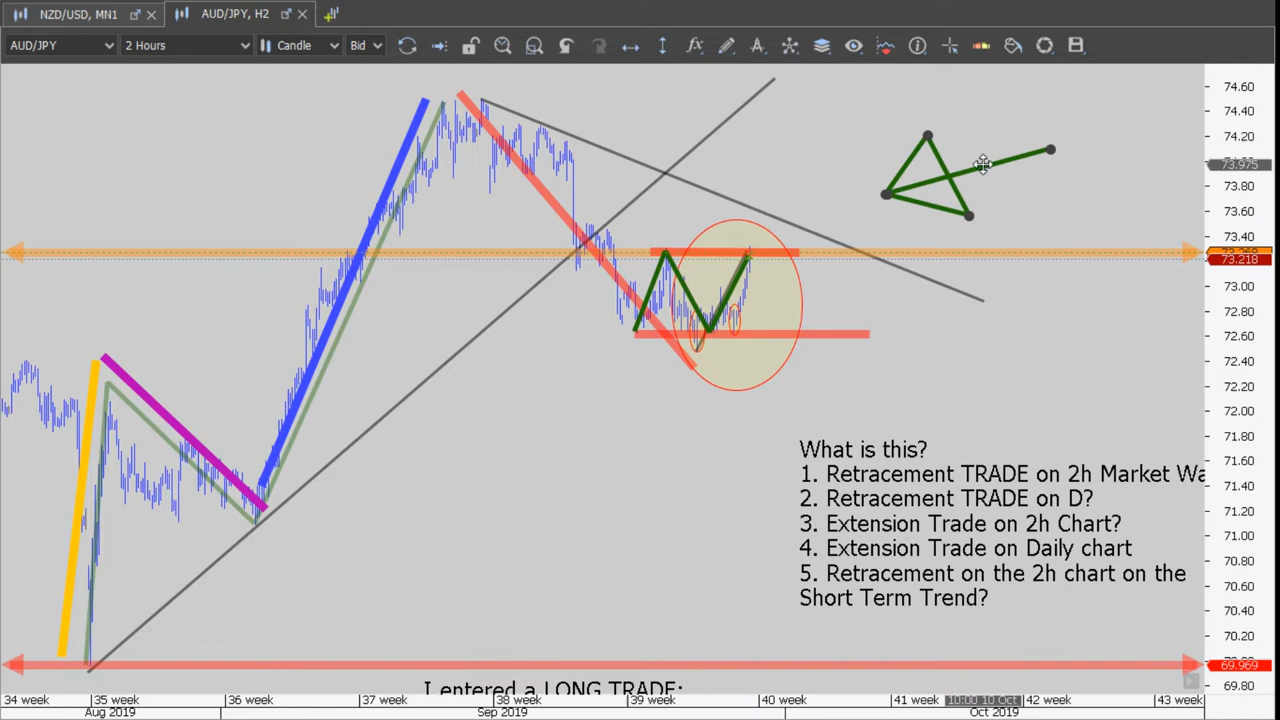 NZD/USD, MN1
AUD/JPY, H2
AUD/JPY
2 Hours
Candle
Bid
74.60
74.40
74.20
73.975
73.80
73.60
73.40
73.218
73.00
72.80
72.60
72.40
72.20
72.00
71.80
71.60
71.40
71.20
71.00
70.80
70.60
70.40
70.20
69.969
69.80
What is this?
1. Retracement TRADE on 2h Market Wa
2. Retracement TRADE on D?
3. Extension Trade on 2h Chart?
4. Extension Trade on Daily chart
5. Retracement on the 2h chart on the
Short Term Trend?
I entered a LONG TRADE:
34 week 35 week 36 week 37 week 38 week 39 week 40 week 41 week 10:00 10 Oct 42 week 43 week
Aug 2019 Sep 2019 Oct 2019